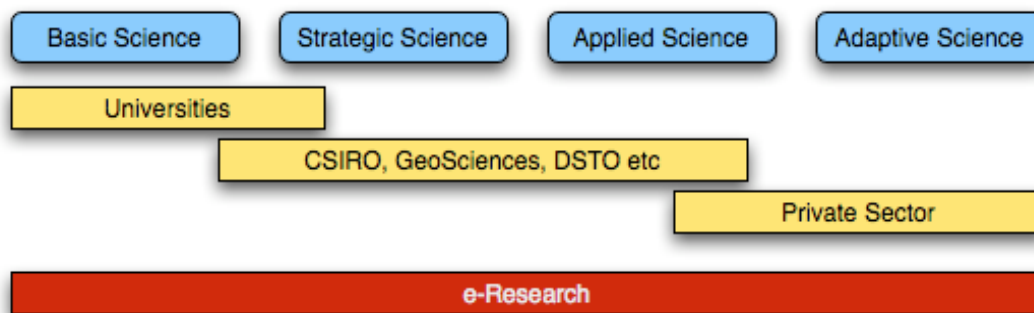 Basic Science
Strategic Science
Applied Science
Adaptive Science
Universities
CSIRO, GeoSciences, DSTO etc
Private Sector
e-Research